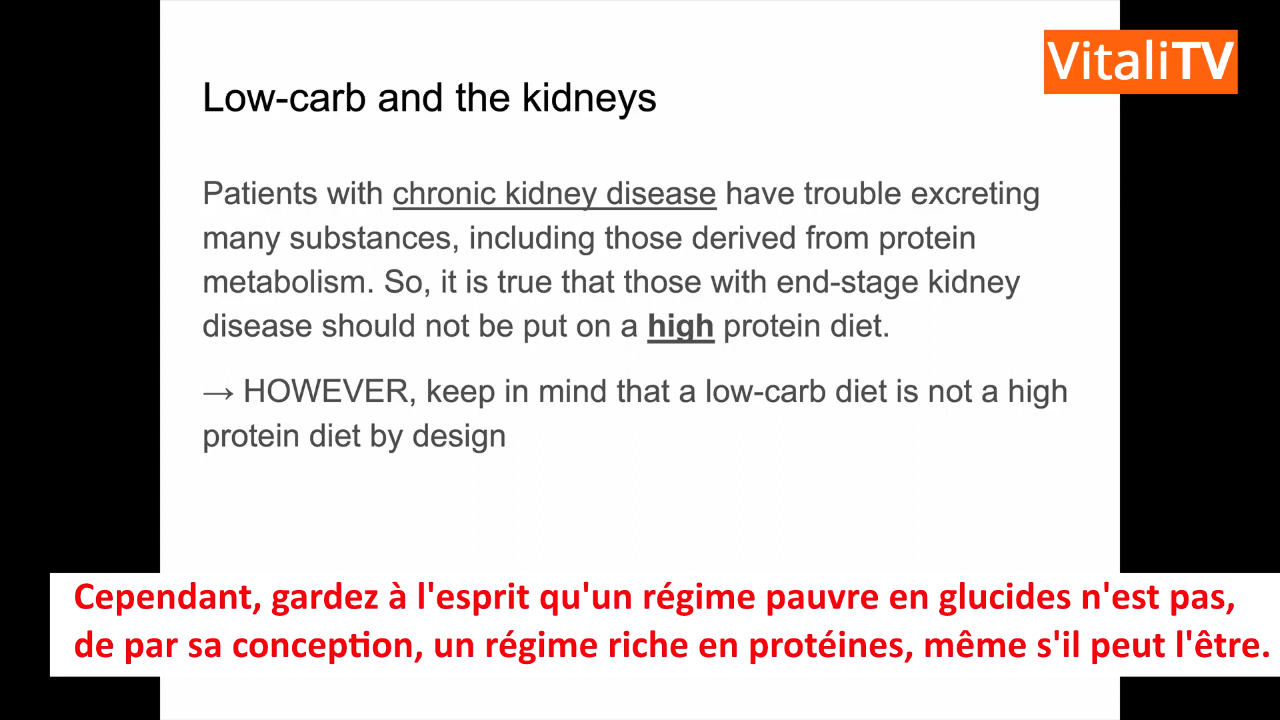 VitaliTV
Low-carb and the kidneys
Patients with chronic kidney disease have trouble excreting
many substances, including those derived from protein
metabolism. So, it is true that those with end-stage kidney
disease should not be put on a high protein diet.
→ HOWEVER, keep in mind that a low-carb diet is not a high
protein diet by design
Cependant, gardez à l'esprit qu'un régime pauvre en glucides n'est pas,
de par sa conception, un régime riche en protéines, même s'il peut l'être.